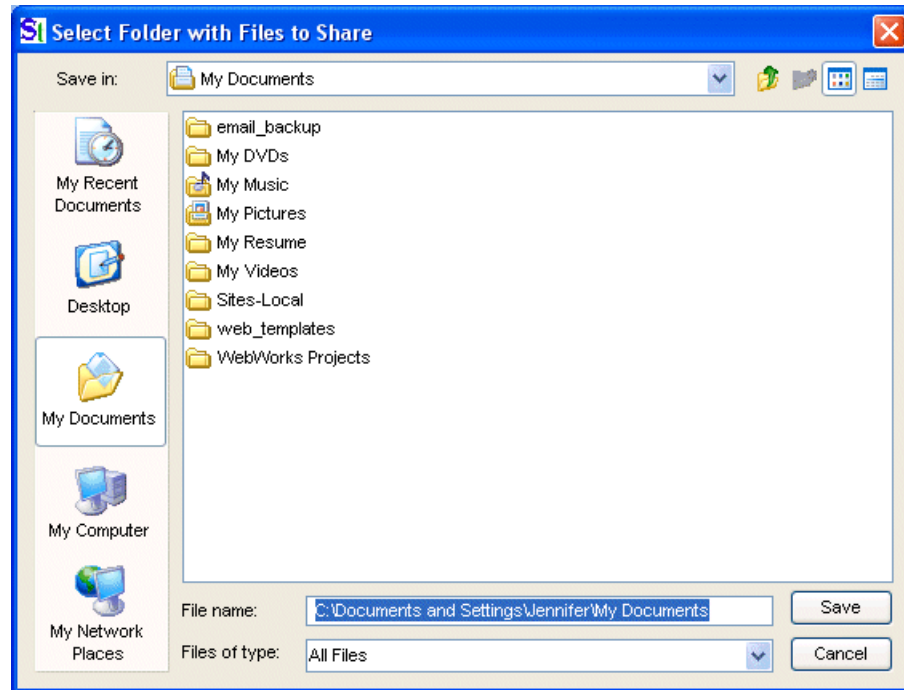 SI Select Folder with Files to Share
Save in: My Documents
My Recent
Documents
Desktop
My Documents
My Computer
My Network
Places
email_backup
My DVDs
My Music
My Pictures
My Resume
My Videos
Sites-Local
web_templates
WebWorks Projects
File name: C:\Documents and Settings\Jennifer\My Documents Save
Files of type: All Files Cancel